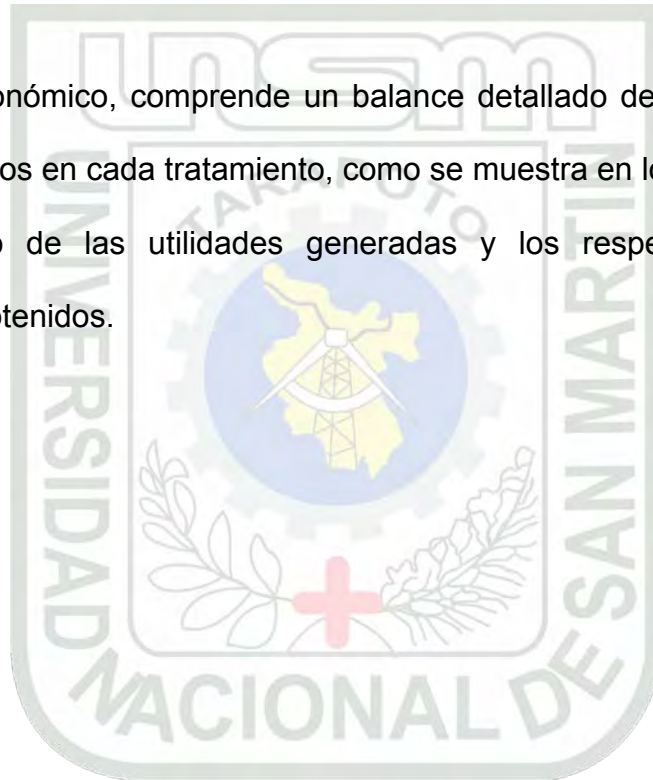 onómico, comprende un balance detallado de
os en cada tratamiento, como se muestra en lo
o de las utilidades generadas y los respe
otenidos.
unsm
TARAPOTO
UNIVERSIDAD NACIONAL DE SAN MARTIN